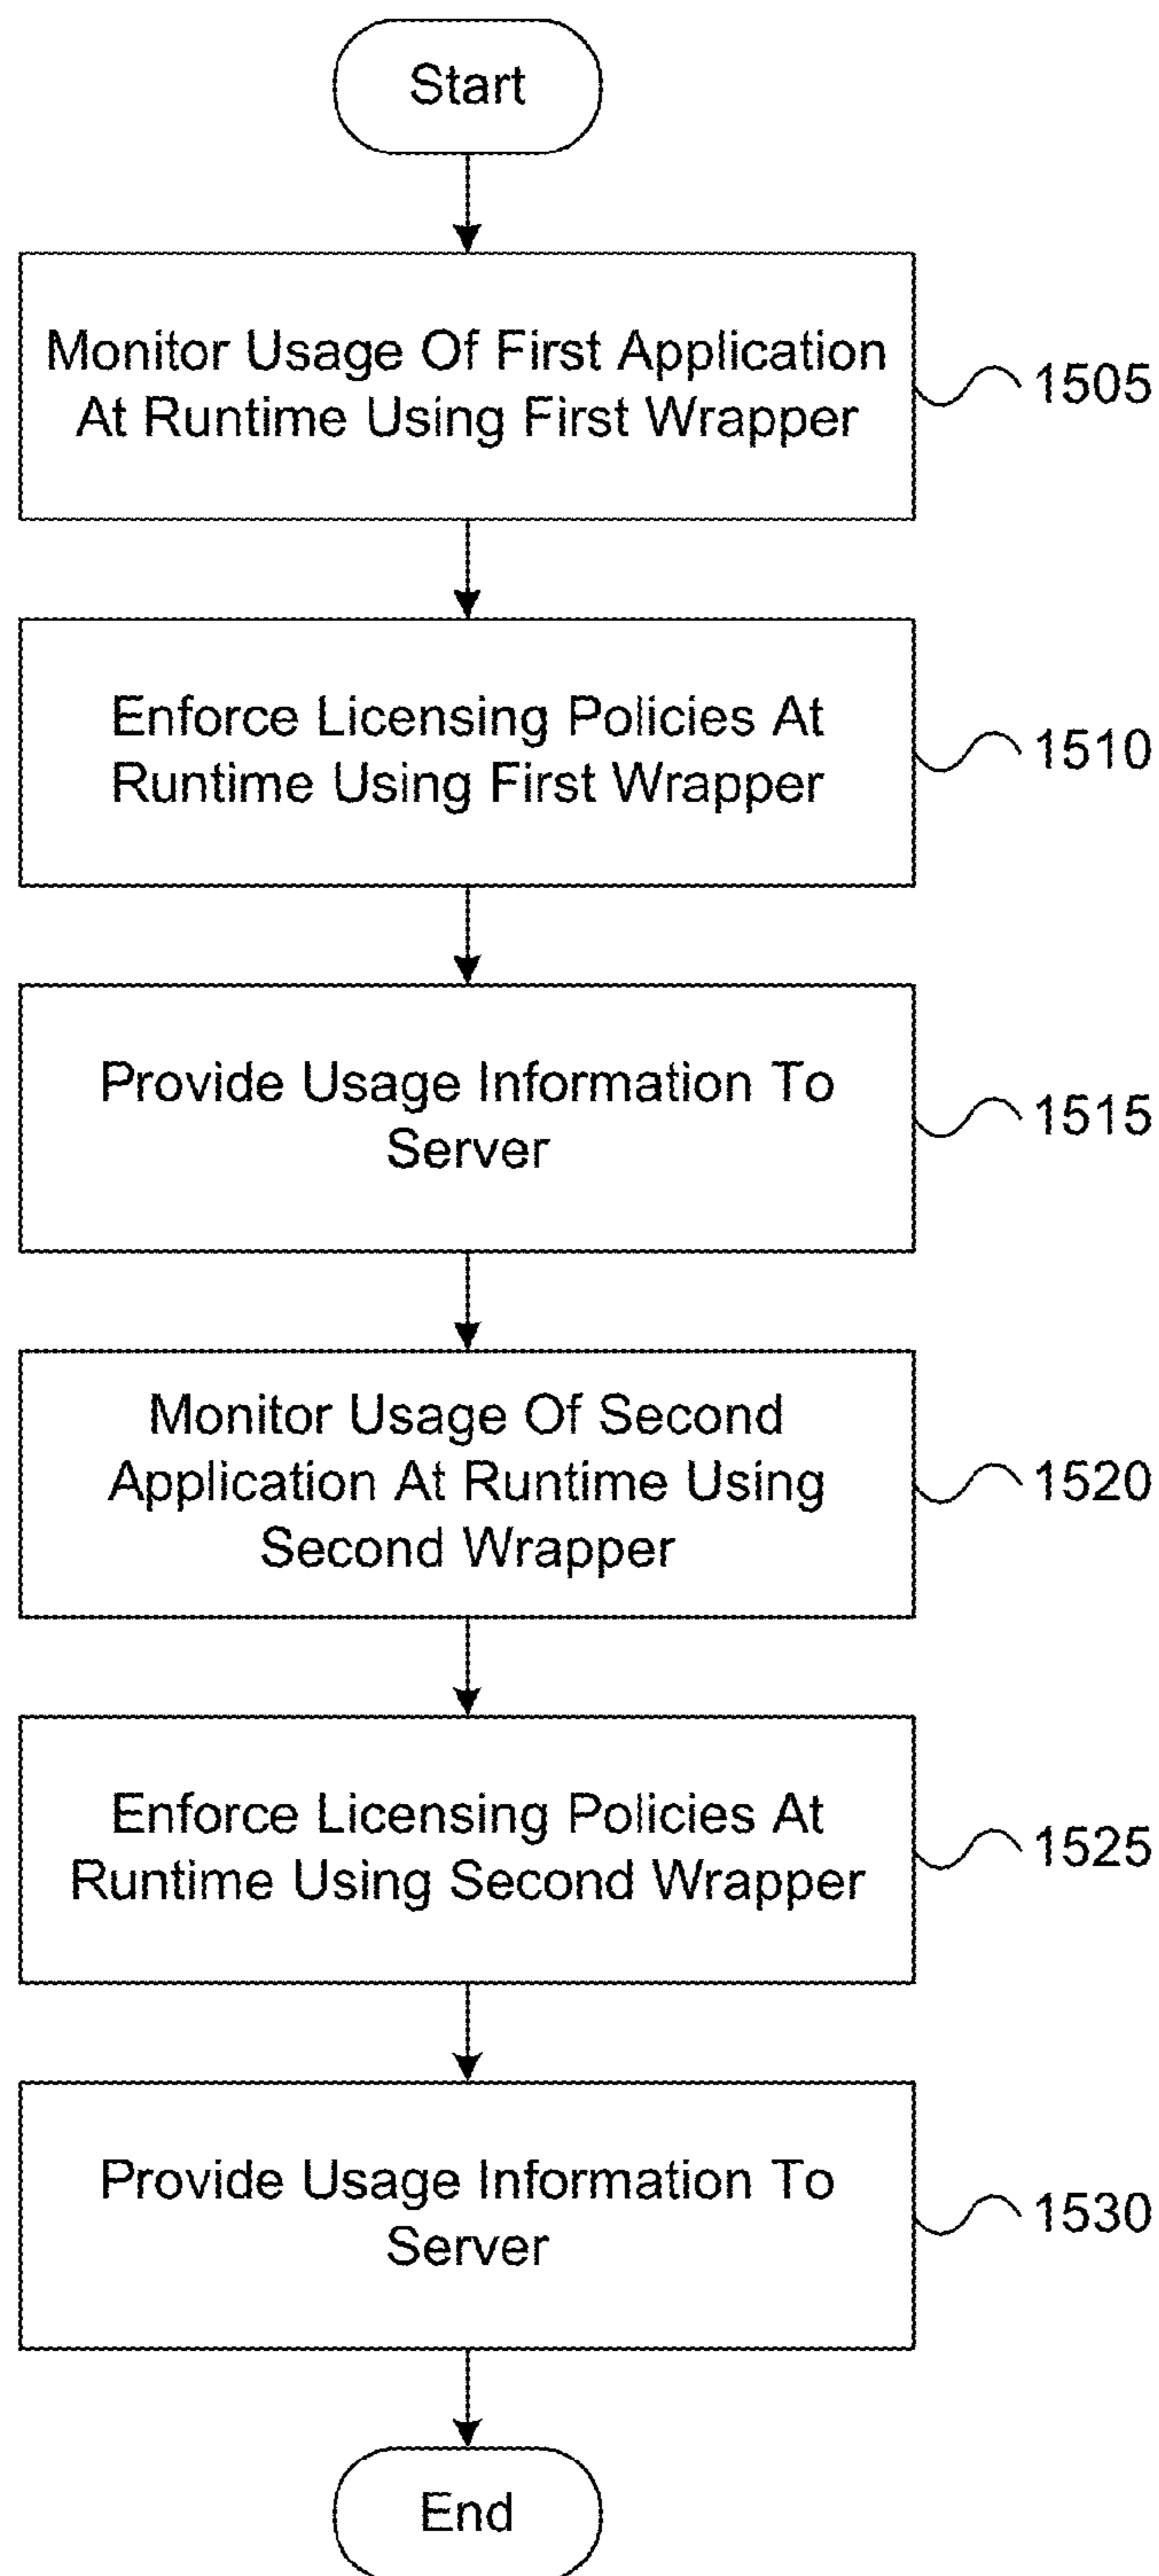 Start
Monitor Usage Of First Application
At Runtime Using First Wrapper
1505
Enforce Licensing Policies At
Runtime Using First Wrapper
1510
Provide Usage Information To
Server
1515
Monitor Usage Of Second
Application At Runtime Using
Second Wrapper
1520
Enforce Licensing Policies At
Runtime Using Second Wrapper
1525
Provide Usage Information To
Server
1530
End